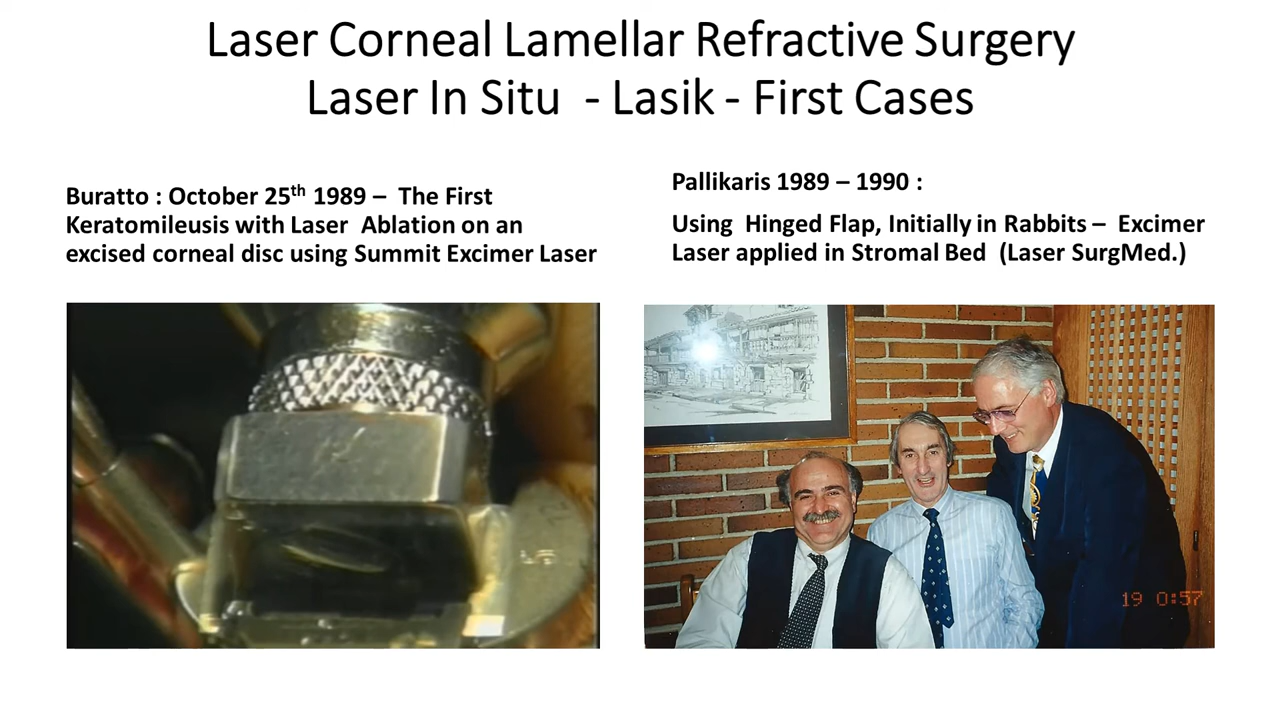 Laser Corneal Lamellar Refractive Surgery
Laser In Situ - Lasik - First Cases
Buratto : October 25th 1989 – The First
Keratomileusis with Laser Ablation on an
excised corneal disc using Summit Excimer Laser
Pallikaris 1989 – 1990 :
Using Hinged Flap, Initially in Rabbits – Excimer
Laser applied in Stromal Bed (Laser SurgMed.)
19 0:57